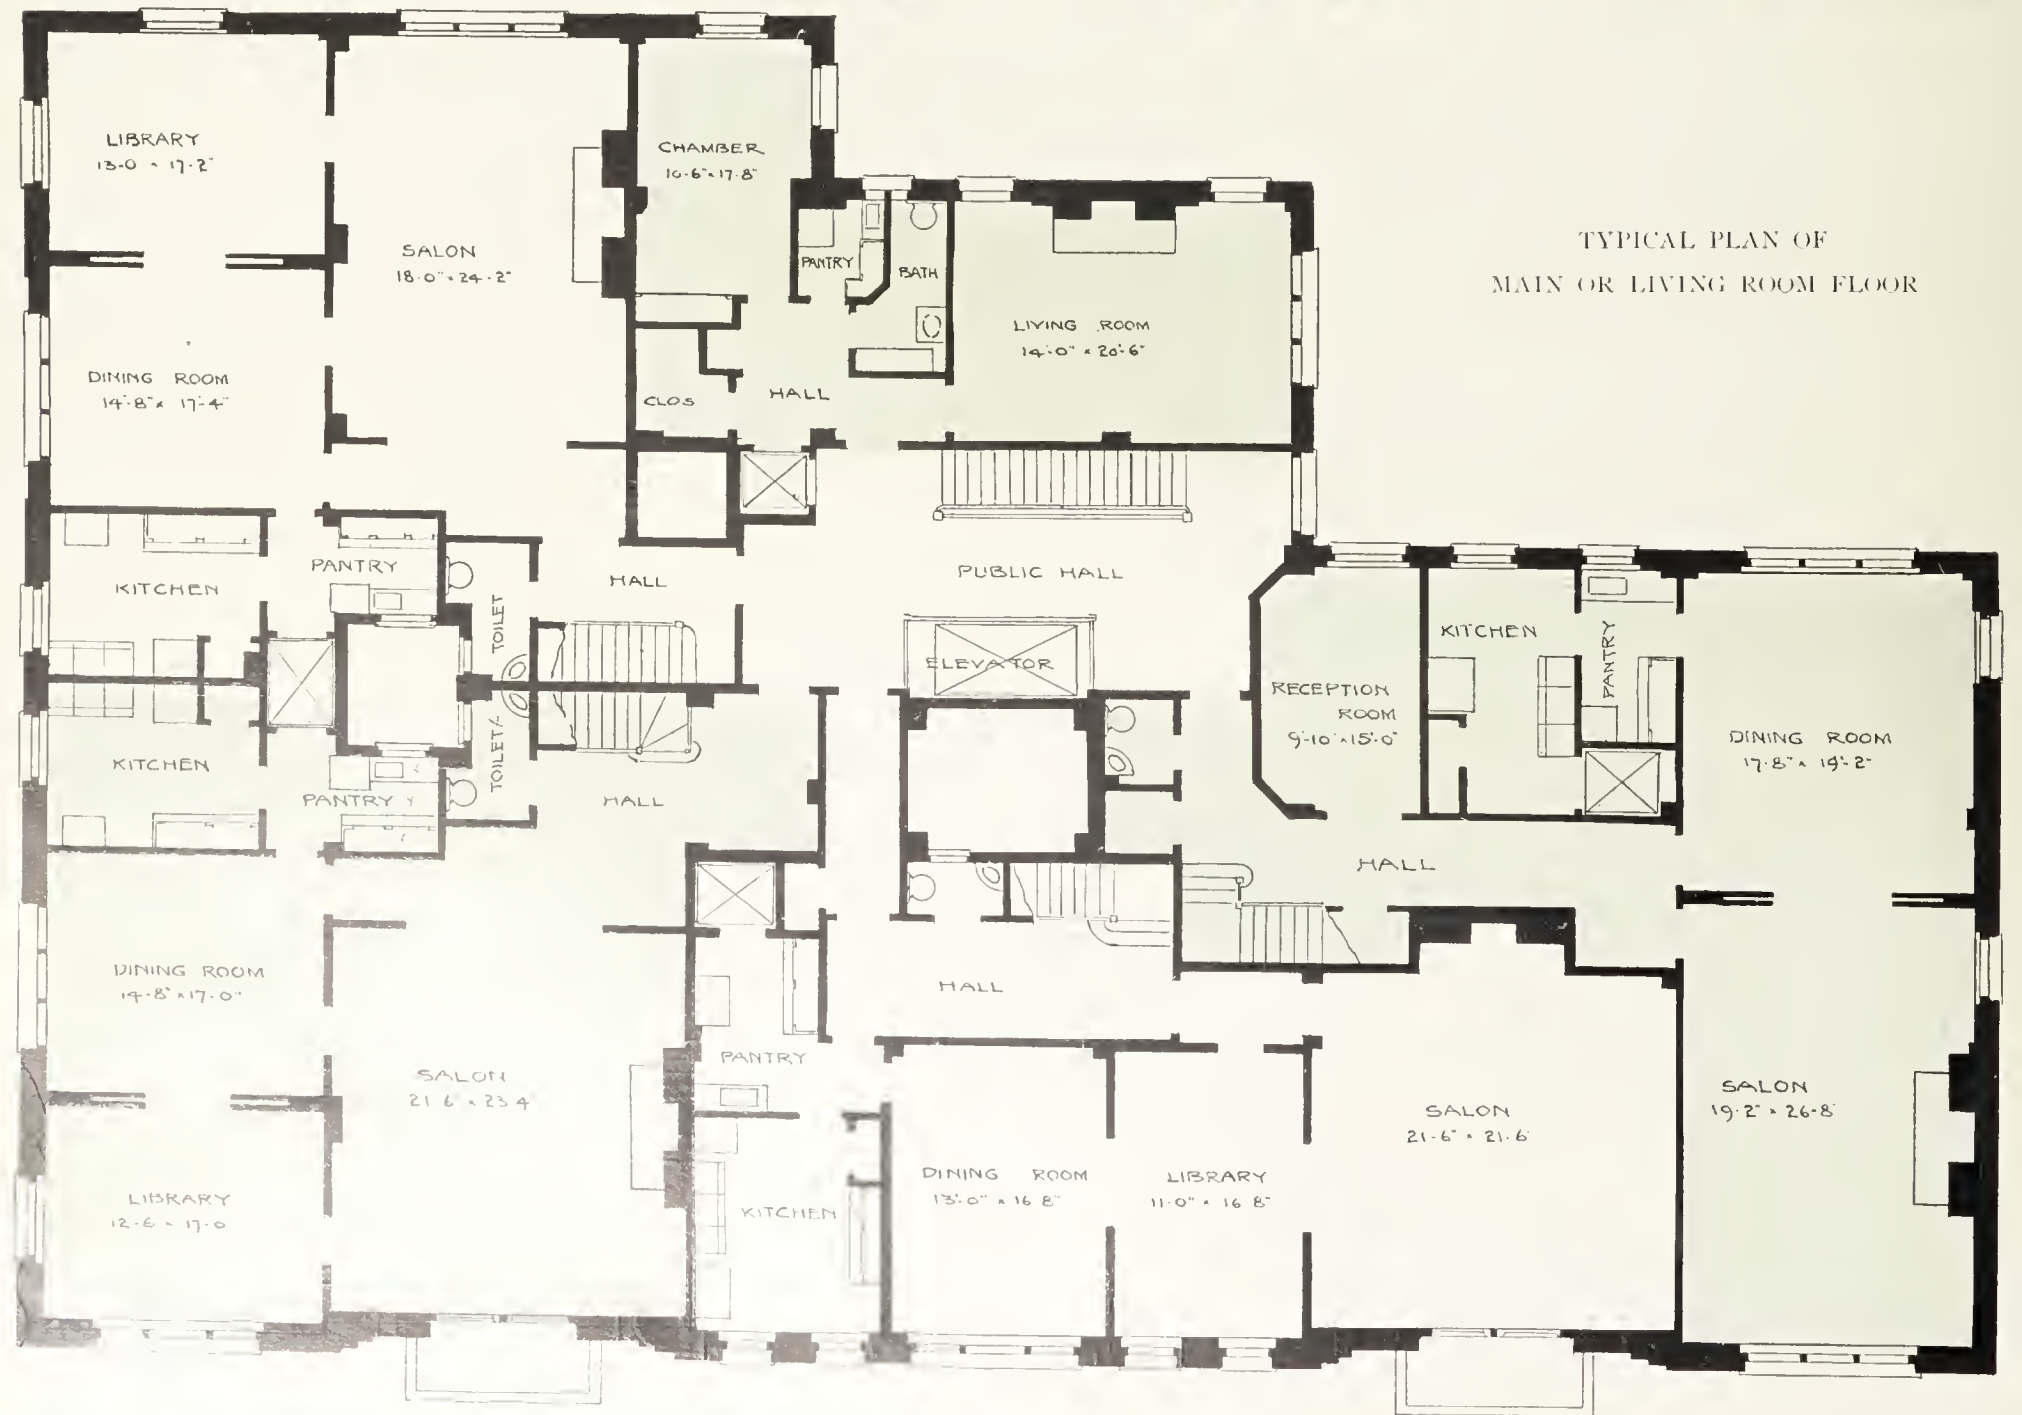 TYPICAL PLAN OF
MAIN OR LIVING ROOM FLOOR
LIBRARY
13-0 × 17-2"
SALON
18-0" × 24-2"
CHAMBER
10-6" × 17-8"
PANTRY
BATH
LIVING ROOM
14'-0" × 20'-6"
DINING ROOM
14'-8" × 17'-4"
CLOS
HALL
KITCHEN
PANTRY
TOILET
HALL
PUBLIC HALL
ELEVATOR
RECEPTION
ROOM
9'-10" × 15'-0"
KITCHEN
PANTRY
DINING ROOM
17-8" × 19'-2"
KITCHEN
PANTRY
TOILET
HALL
HALL
DINING ROOM
14-8" × 17-0"
HALL
PANTRY
SALON
21 6" × 23 4"
SALON
21-6" × 21-6
SALON
19-2" × 26-8"
LIBRARY
12-6 × 17-0
KITCHEN
DINING ROOM
13'-0" × 16 8"
LIBRARY
11-0" × 16 8"